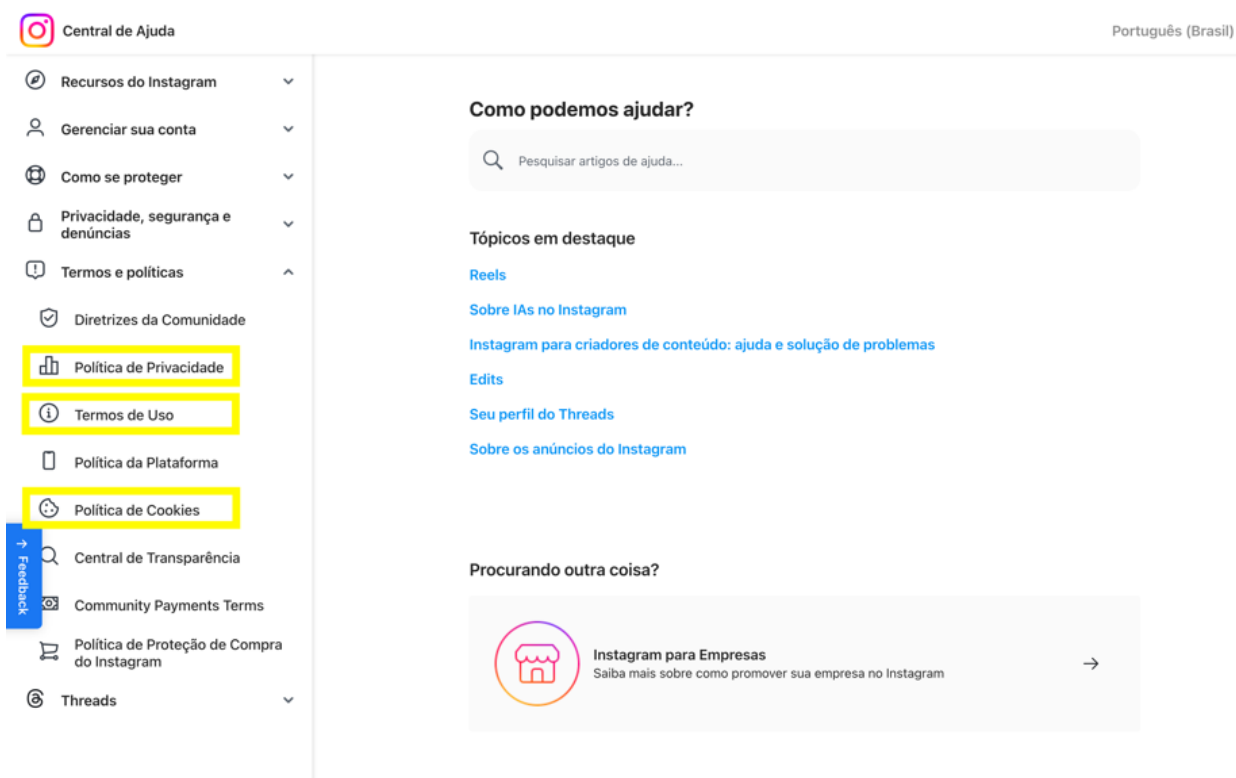 Central de Ajuda
Português (Brasil)
Recursos do Instagram
Gerenciar sua conta
Como se proteger
Privacidade, segurança e
denúncias
Termos e políticas
Diretrizes da Comunidade
Política de Privacidade
Termos de Uso
Política da Plataforma
Política de Cookies
Central de Transparência
Community Payments Terms
Política de Proteção de Compra
do Instagram
Threads
→ Feedback
Como podemos ajudar?
Pesquisar artigos de ajuda...
Tópicos em destaque
Reels
Sobre IAs no Instagram
Instagram para criadores de conteúdo: ajuda e solução de problemas
Edits
Seu perfil do Threads
Sobre os anúncios do Instagram
Procurando outra coisa?
Instagram para Empresas
Saiba mais sobre como promover sua empresa no Instagram